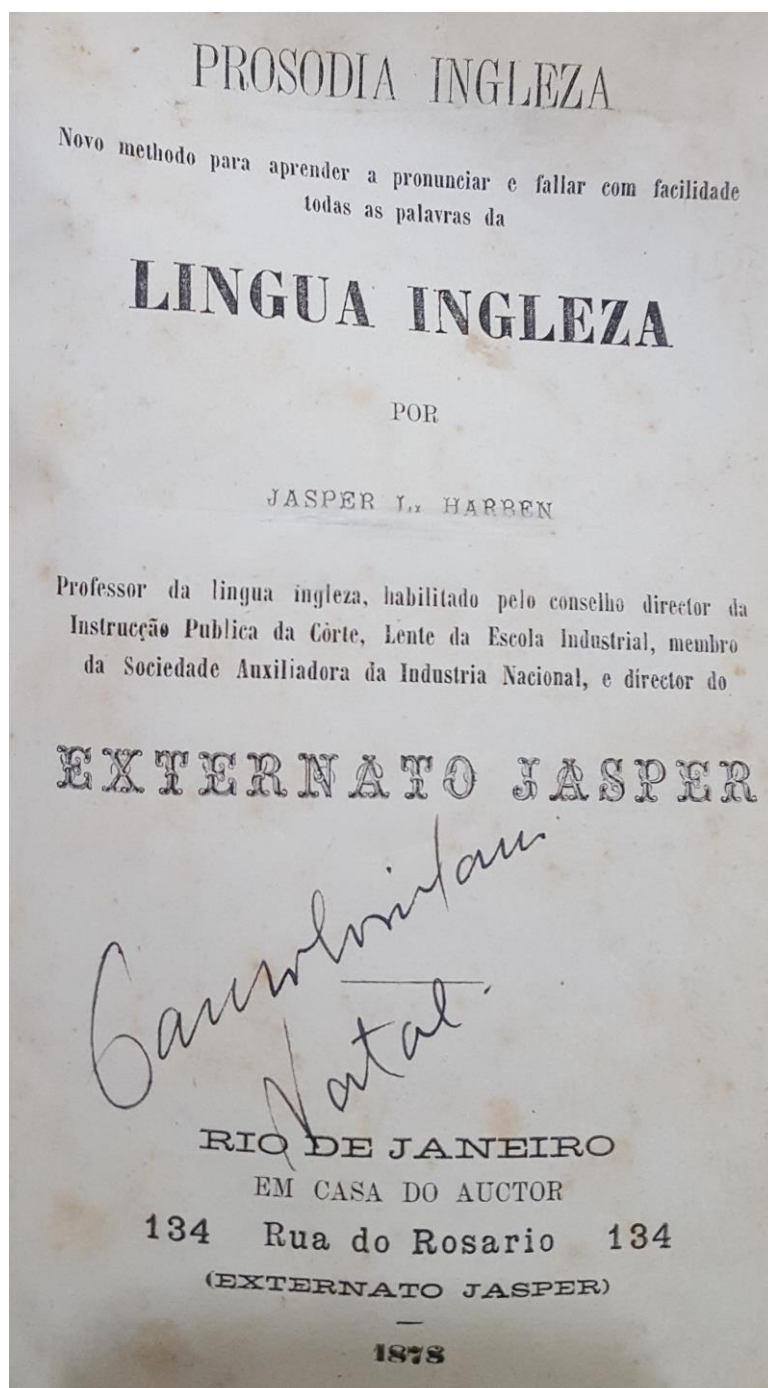 PROSODIA INGLEZA
Novo methodo para aprender a pronunciar e fallar com facilidade
todas as palavras da
LINGUA INGLEZA
POR
JASPER L. HARBEN
Professor da lingua ingleza, habilitado pelo conselho director da
Instrucção Publica da Côrte, Lente da Escola Industrial, membro
da Sociedade Auxiliadora da Industria Nacional, e director do
EXTERNATO JASPER
Natal.
RIO DE JANEIRO
EM CASA DO AUCTOR
134 Rua do Rosario 134
(EXTERNATO JASPER)
1878